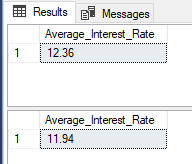 Results Messages
Average_Interest_Rate
1 12.36
Average_Interest_Rate
1 11.94